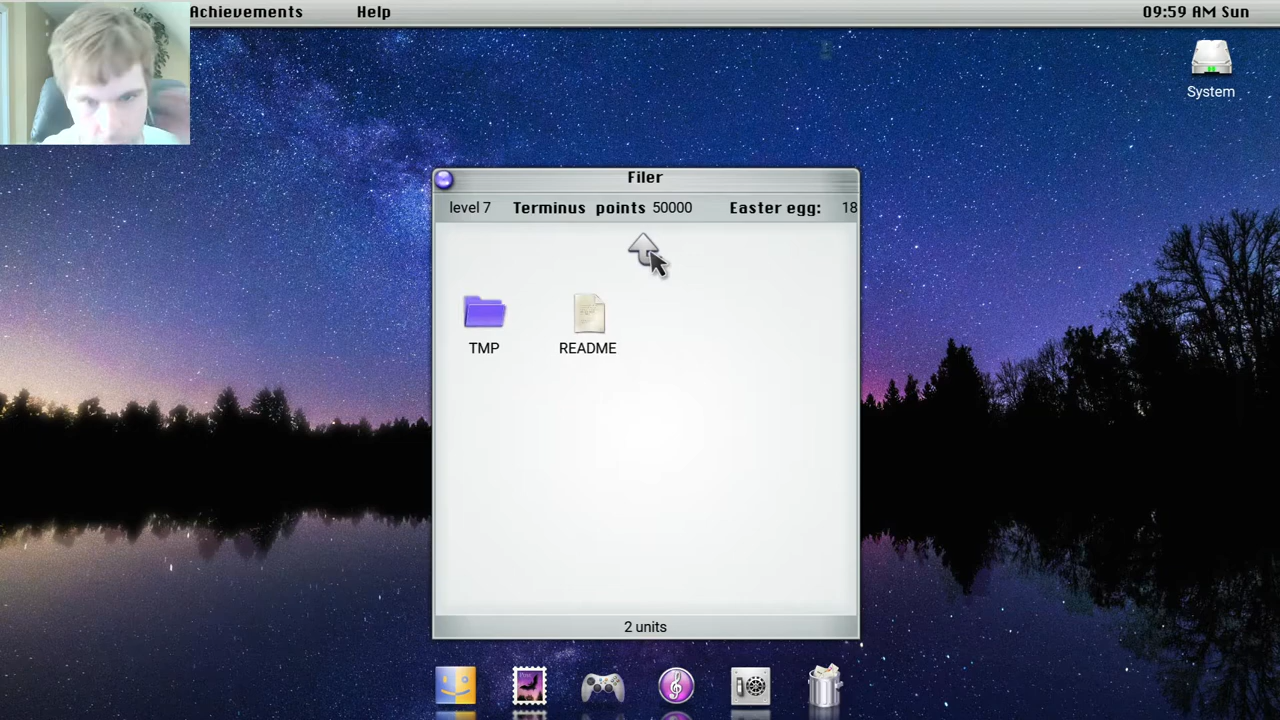 Achievements Help 09:59 AM Sun
System
Filer
level 7 Terminus points 50000 Easter egg: 18
TMP README
2 units